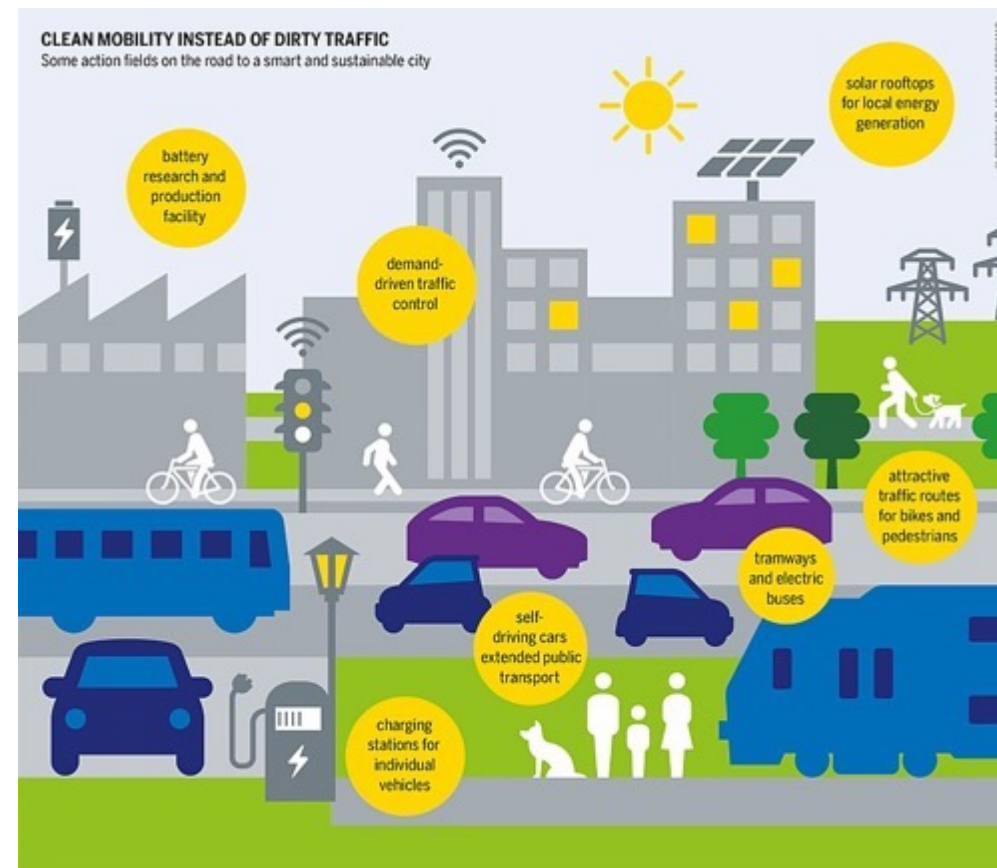 CLEAN MOBILITY INSTEAD OF DIRTY TRAFFIC
Some action fields on the road to a smart and sustainable city
solar rooftops
for local energy
generation
battery
research and
production
facility
demand-
driven traffic
control
attractive
traffic routes
for bikes and
pedestrians
tramways
and electric
buses
self-
driving cars
extended public
transport
charging
stations for
individual
vehicles